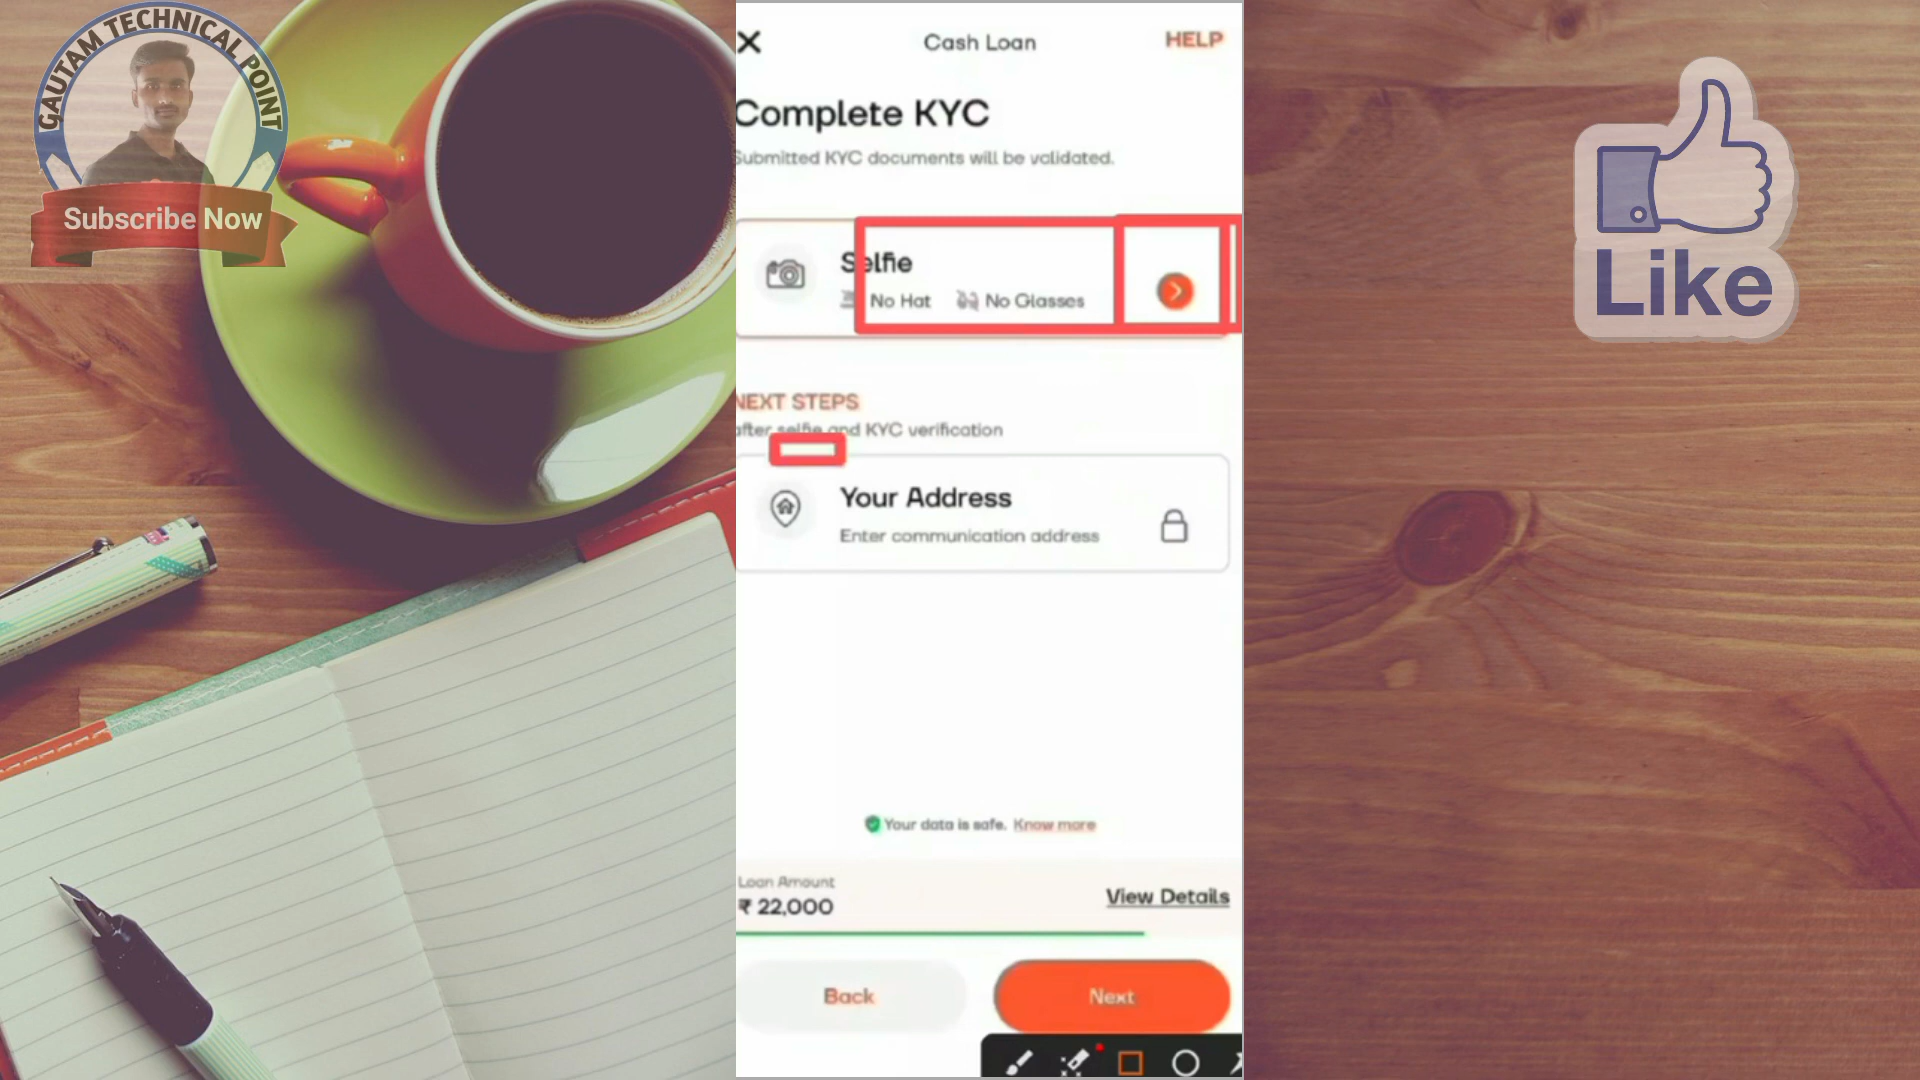 GAUTAM TECHNICAL POINT
Subscribe Now
Cash Loan
HELP
Complete KYC
Submitted KYC documents will be validated.
Selfie
No Hat
No Glasses
NEXT STEPS
after selfie and KYC verification
Your Address
Enter communication address
Your data is safe. Know more
Loan Amount
₹ 22,000
View Details
Back
Next
Like